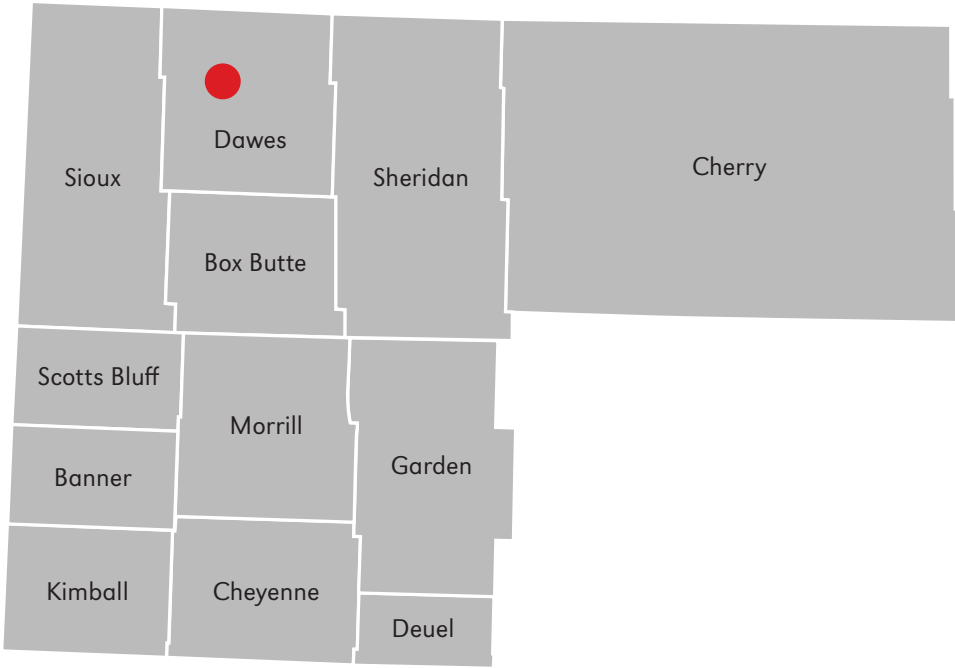 Dawes
Cherry
Sioux
Sheridan
Box Butte
Scotts Bluff
Morrill
Garden
Banner
Kimball
Cheyenne
Deuel